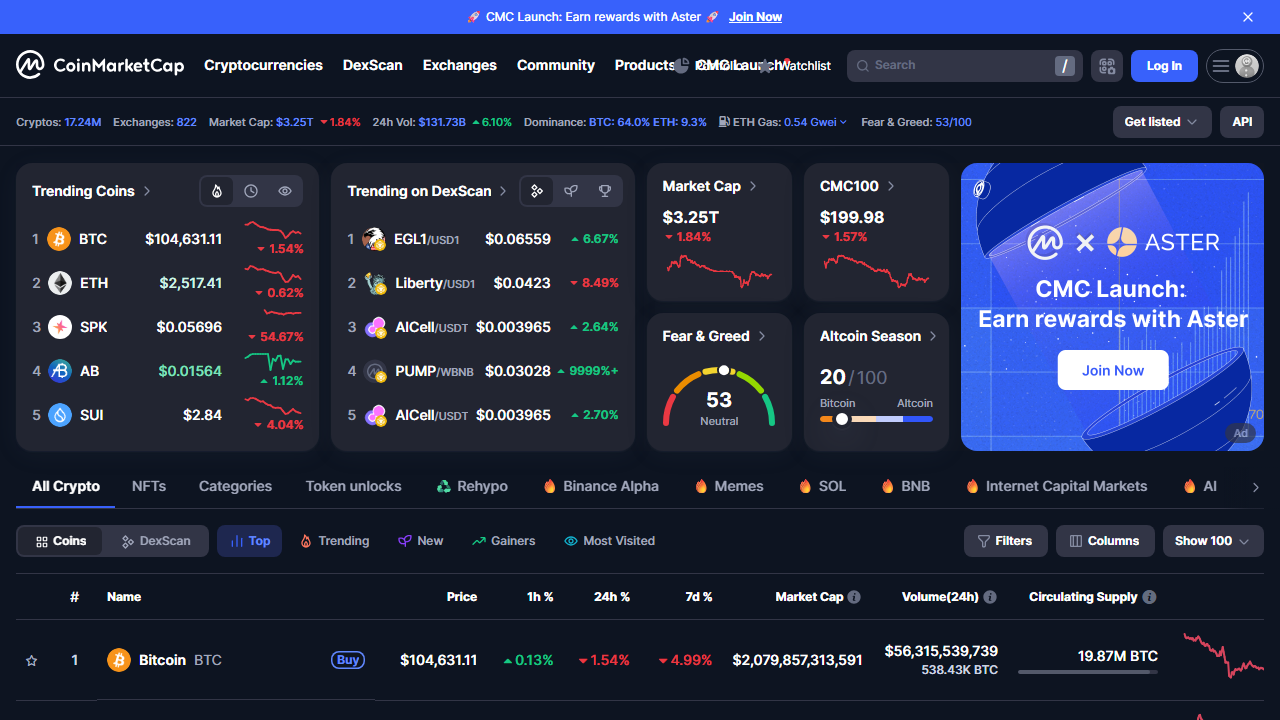 🚀 CMC Launch: Earn rewards with Aster 🚀 Join Now
CoinMarketCap Cryptocurrencies DexScan Exchanges Community Products CMC Launch Watchlist Search / Log In
Cryptos: 17.24M Exchanges: 822 Market Cap: $3.25T 1.84% 24h Vol: $131.73B 6.10% Dominance: BTC: 64.0% ETH: 9.3% ETH Gas: 0.54 Gwei Fear & Greed: 53/100 Get listed API
Trending Coins
1 BTC $104,631.11 1.54%
2 ETH $2,517.41 0.62%
3 SPK $0.05696 54.67%
4 AB $0.01564 1.12%
5 SUI $2.84 4.04%
Trending on DexScan
1 EGL1/USD1 $0.06559 6.67%
2 Liberty/USD1 $0.0423 8.49%
3 AICell/USDT $0.003965 2.64%
4 PUMP/WBNB $0.03028 9999%+
5 AICell/USDT $0.003965 2.70%
Market Cap
$3.25T
1.84%
CMC100
$199.98
1.57%
Fear & Greed
53
Neutral
Altcoin Season
20/100
Bitcoin Altcoin
ASTER
CMC Launch:
Earn rewards with Aster
Join Now
70
Ad
All Crypto NFTs Categories Token unlocks Rehypo Binance Alpha Memes SOL BNB Internet Capital Markets AI
Coins DexScan Top Trending New Gainers Most Visited Filters Columns Show 100
# Name Price 1h % 24h % 7d % Market Cap Volume(24h) Circulating Supply
1 Bitcoin BTC Buy $104,631.11 0.13% 1.54% 4.99% $2,079,857,313,591 $56,315,539,739 19.87M BTC
538.43K BTC